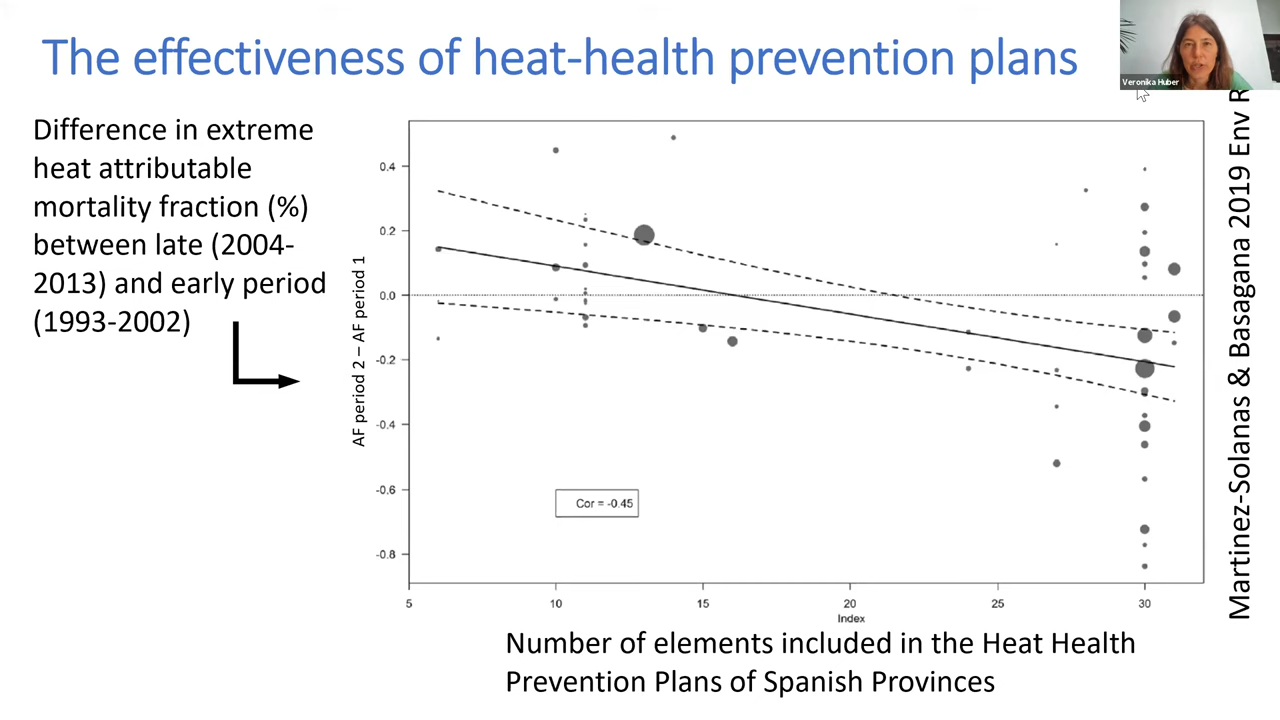 The effectiveness of heat-health prevention plans
Veronika Huber
Difference in extreme
heat attributable
mortality fraction (%)
between late (2004-
2013) and early period
(1993-2002)
AF period 2 – AF period 1
0.4
0.2
0.0
-0.2
-0.4
-0.6
-0.8
Cor = -0.45
5
10
15
20
25
30
Index
Number of elements included in the Heat Health
Prevention Plans of Spanish Provinces
Martinez-Solanas & Basagana 2019 Env R